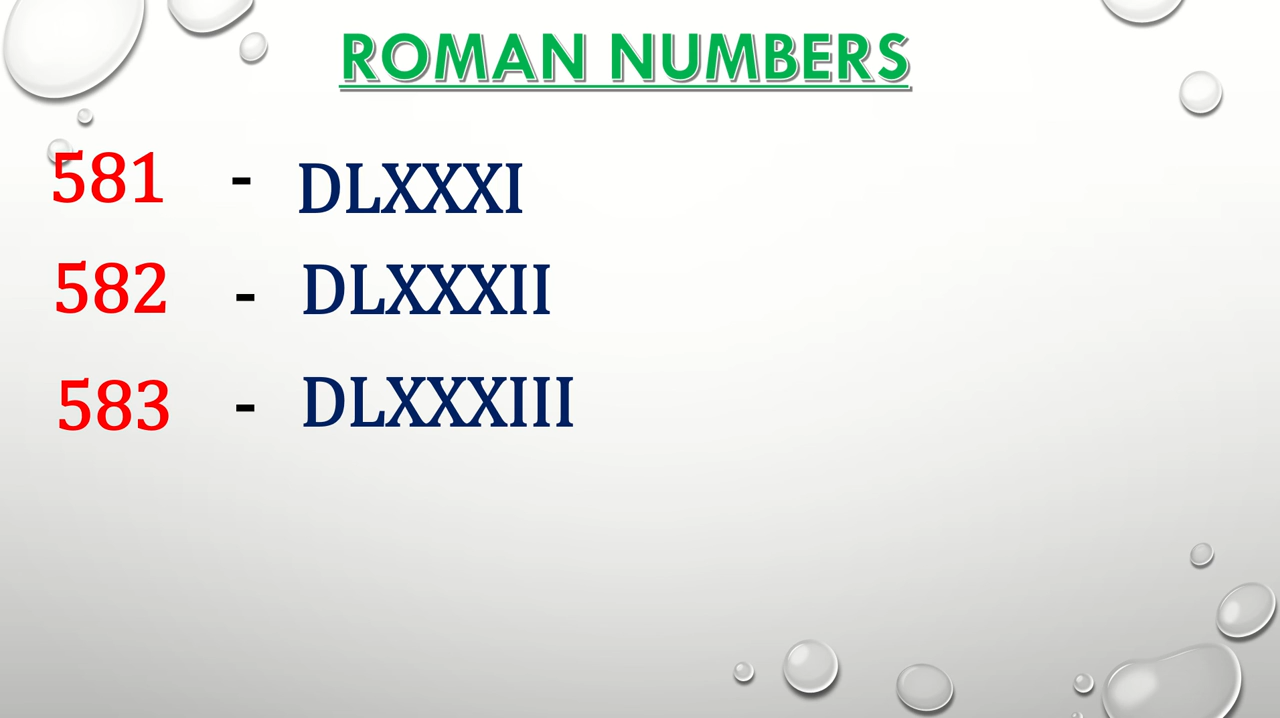 ROMAN NUMBERS
581 - DLXXXI
582 - DLXXXII
583 - DLXXXIII